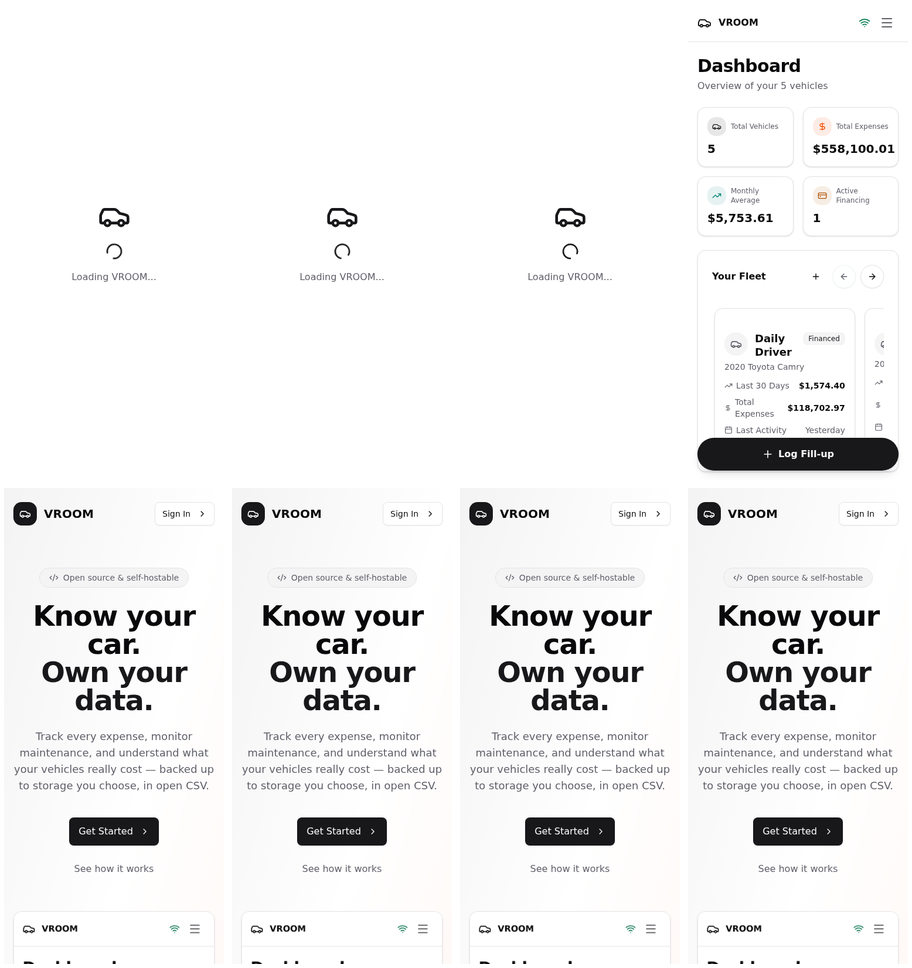 Loading VROOM...
Loading VROOM...
Loading VROOM...
VROOM
Dashboard
Overview of your 5 vehicles
Total Vehicles
5
Total Expenses
$558,100.01
Monthly
Average
$5,753.61
Active
Financing
1
Your Fleet
Daily
Driver
Financed
2020 Toyota Camry
Last 30 Days $1,574.40
Total
Expenses
$118,702.97
Last Activity Yesterday
20
$
Log Fill-up
VROOM
Sign In
Open source & self-hostable
Know your
car.
Own your
data.
Track every expense, monitor
maintenance, and understand what
your vehicles really cost — backed up
to storage you choose, in open CSV.
Get Started
See how it works
VROOM
VROOM
Sign In
Open source & self-hostable
Know your
car.
Own your
data.
Track every expense, monitor
maintenance, and understand what
your vehicles really cost — backed up
to storage you choose, in open CSV.
Get Started
See how it works
VROOM
VROOM
Sign In
Open source & self-hostable
Know your
car.
Own your
data.
Track every expense, monitor
maintenance, and understand what
your vehicles really cost — backed up
to storage you choose, in open CSV.
Get Started
See how it works
VROOM
VROOM
Sign In
Open source & self-hostable
Know your
car.
Own your
data.
Track every expense, monitor
maintenance, and understand what
your vehicles really cost — backed up
to storage you choose, in open CSV.
Get Started
See how it works
VROOM